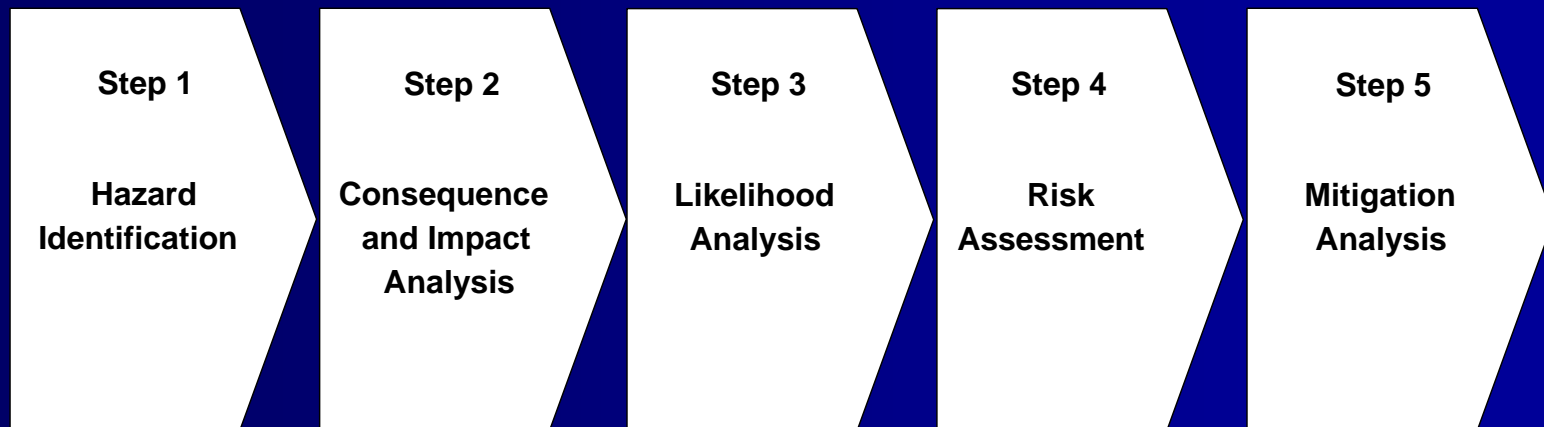 Step 1
Hazard
Identification
Step 2
Consequence
and Impact
Analysis
Step 3
Likelihood
Analysis
Step 4
Risk
Assessment
Step 5
Mitigation
Analysis